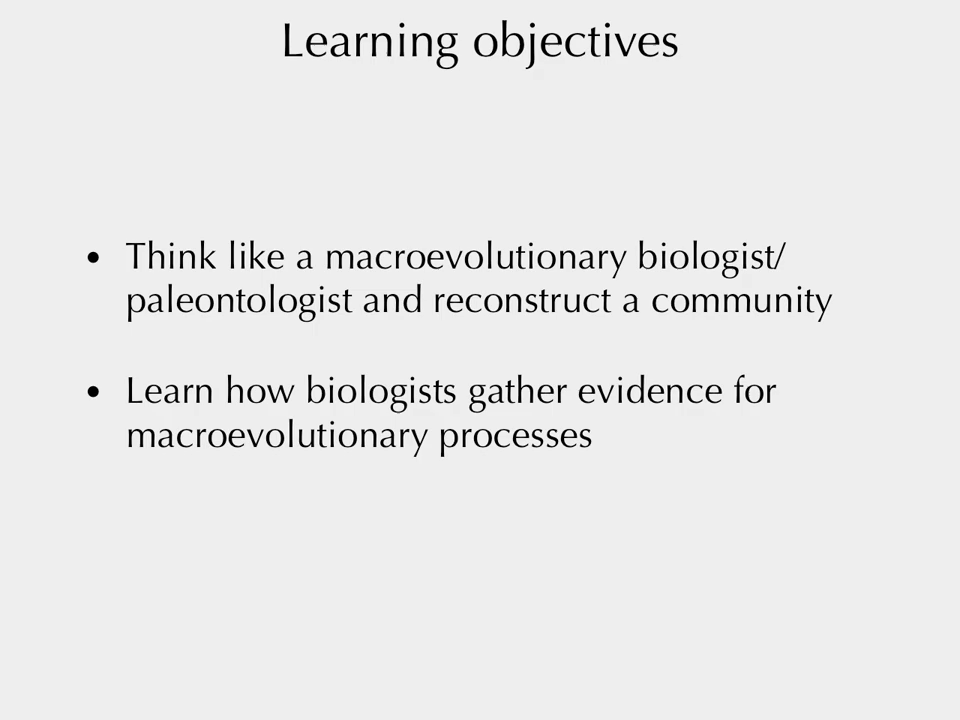 Learning objectives
• Think like a macroevolutionary biologist/
paleontologist and reconstruct a community
• Learn how biologists gather evidence for
macroevolutionary processes